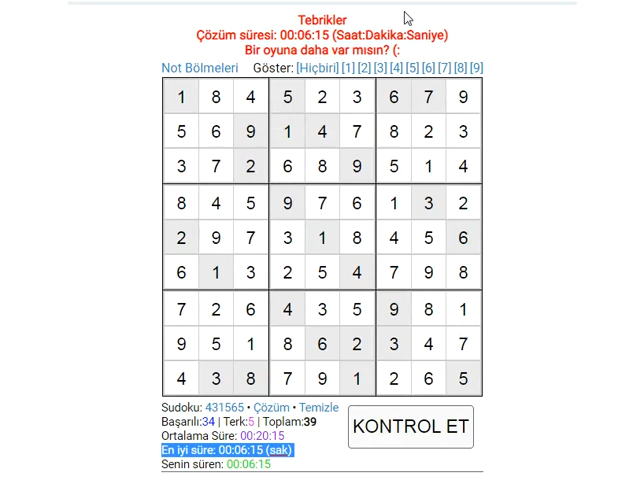 Tebrikler
Çözüm süresi: 00:06:15 (Saat:Dakika:Saniye)
Bir oyuna daha var mısın? (:
Not Bölmeleri Göster: [Hiçbiri] [1] [2] [3] [4] [5] [6] [7] [8] [9]
1 8 4 5 2 3 6 7 9
5 6 9 1 4 7 8 2 3
3 7 2 6 8 9 5 1 4
8 4 5 9 7 6 1 3 2
2 9 7 3 1 8 4 5 6
6 1 3 2 5 4 7 9 8
7 2 6 4 3 5 9 8 1
9 5 1 8 6 2 3 4 7
4 3 8 7 9 1 2 6 5
Sudoku: 431565 • Çözüm • Temizle
Başarılı:34 | Terk:5 | Toplam:39
Ortalama Süre: 00:20:15
En iyi süre: 00:06:15 (sak)
Senin süren: 00:06:15
KONTROL ET